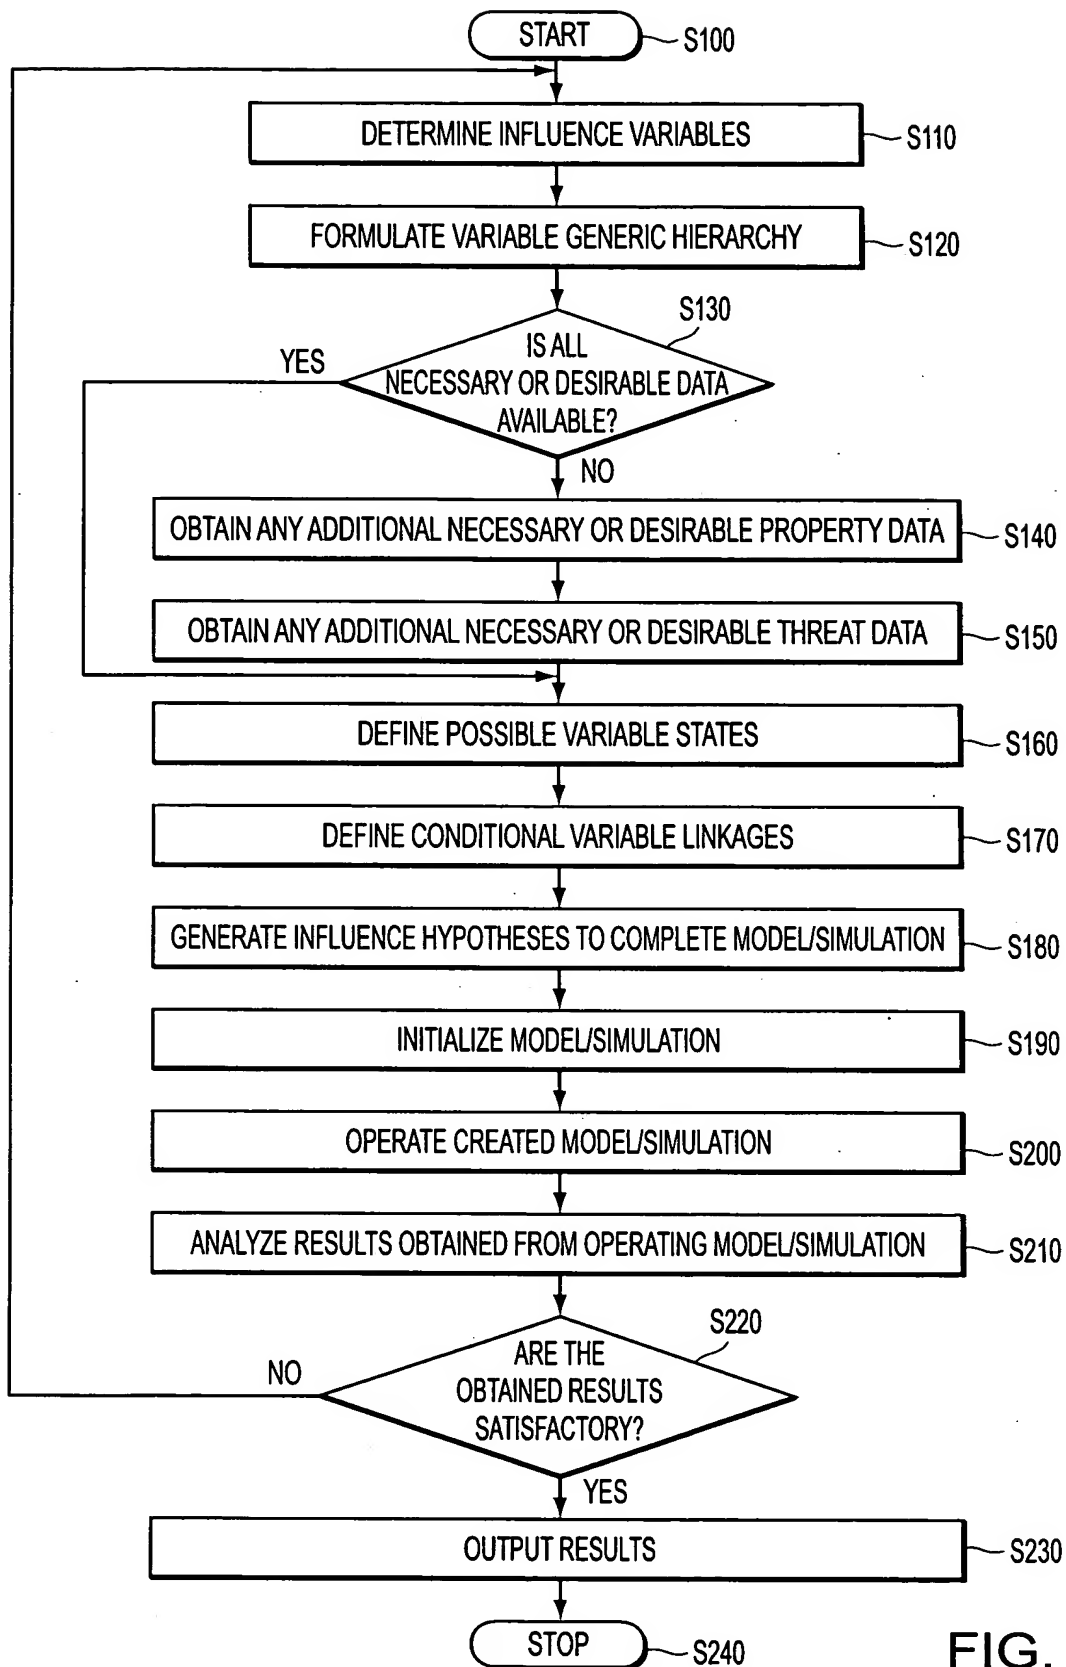 START
S100
DETERMINE INFLUENCE VARIABLES
S110
FORMULATE VARIABLE GENERIC HIERARCHY
S120
S130
YES
IS ALL
NECESSARY OR DESIRABLE DATA
AVAILABLE?
NO
OBTAIN ANY ADDITIONAL NECESSARY OR DESIRABLE PROPERTY DATA
S140
OBTAIN ANY ADDITIONAL NECESSARY OR DESIRABLE THREAT DATA
S150
DEFINE POSSIBLE VARIABLE STATES
S160
DEFINE CONDITIONAL VARIABLE LINKAGES
S170
GENERATE INFLUENCE HYPOTHESES TO COMPLETE MODEL/SIMULATION
S180
INITIALIZE MODEL/SIMULATION
S190
OPERATE CREATED MODEL/SIMULATION
S200
ANALYZE RESULTS OBTAINED FROM OPERATING MODEL/SIMULATION
S210
S220
NO
ARE THE
OBTAINED RESULTS
SATISFACTORY?
YES
OUTPUT RESULTS
S230
STOP
S240
FIG.